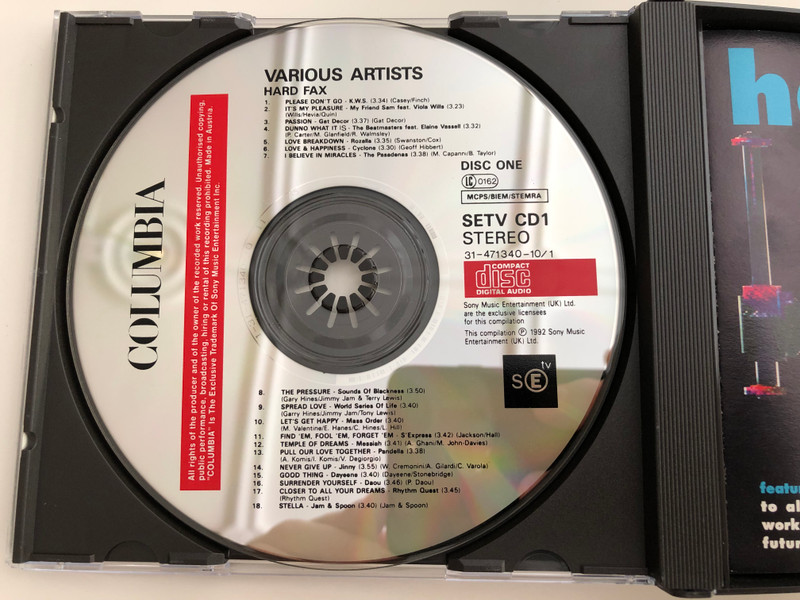 VARIOUS ARTISTS
HARD FAX
1. PLEASE DON'T GO - K.W.S. (3.34) (Casey/Finch)
2. IT'S MY PLEASURE - My Friend Sam feat. Viola Wills (3.23)
(Wills/Hevia/Quin)
3. PASSION - Gat Decor (3.37) (Gat Decor)
4. DUNNO WHAT IT IS - The Beatmasters feat. Elaine Vassell (3.32)
(P. Carter/M. Glanfield/R. Walmsley)
5. LOVE BREAKDOWN - Rozalla (3.35) (Swanston/Cox)
6. LOVE & HAPPINESS - Cyclone (3.30) (Geoff Hibbert)
7. I BELIEVE IN MIRACLES - The Pasedenas (3.38) (M. Capanni/B. Taylor)
DISC ONE
LC 0162
MCPS/BIEM/STEMRA
SETV CD1
STEREO
31-471340-10/1
COMPACT
disc
DIGITAL AUDIO
Sony Music Entertainment (UK) Ltd.
are the exclusive licensees
for this compilation
This compilation ℗ 1992 Sony Music
Entertainment (UK) Ltd.
SE tv
COLUMBIA
All rights of the producer and of the owner of the recorded work reserved. Unauthorised copying,
public performance, broadcasting, hiring or rental of this recording prohibited. Made in Austria.
"COLUMBIA" Is The Exclusive Trademark Of Sony Music Entertainment Inc.
8. THE PRESSURE - Sounds Of Blackness (3.50)
(Gary Hines/Jimmy Jam & Terry Lewis)
9. SPREAD LOVE - World Series Of Life (3.40)
(Garry Hines/Jimmy Jam/Tony Lewis)
10. LET'S GET HAPPY - Mass Order (3.40)
(M. Valentine/E. Hanes/C. Hines/L. Hill)
11. FIND 'EM, FOOL 'EM, FORGET 'EM - S'Express (3.42) (Jackson/Hall)
12. TEMPLE OF DREAMS - Messiah (3.41) (A. Ghani/M. John-Davies)
13. PULL OUR LOVE TOGETHER - Pandella (3.38)
(A. Komis/I. Komis/V. Degiorgio)
14. NEVER GIVE UP - Jinny (3.55) (W. Cremonini/A. Gilardi/C. Varola)
15. GOOD THING - Dayeene (3.40) (Daveene/Stonebridge)
16. SURRENDER YOURSELF - Daou (3.46) (P. Daou)
17. CLOSER TO ALL YOUR DREAMS - Rhythm Quest (3.45)
(Rhythm Quest)
18. STELLA - Jam & Spoon (3.40) (Jam & Spoon)
featur
to al
work
futur